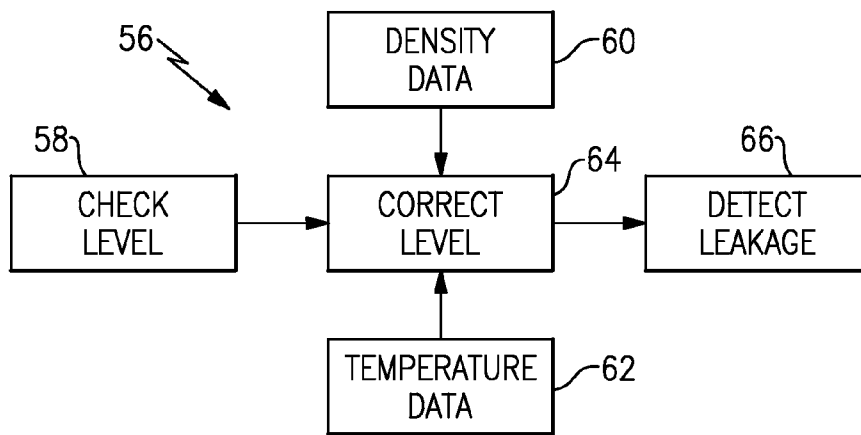 56
DENSITY
DATA
60
58
CHECK
LEVEL
CORRECT
LEVEL
64
66
DETECT
LEAKAGE
TEMPERATURE
DATA
62